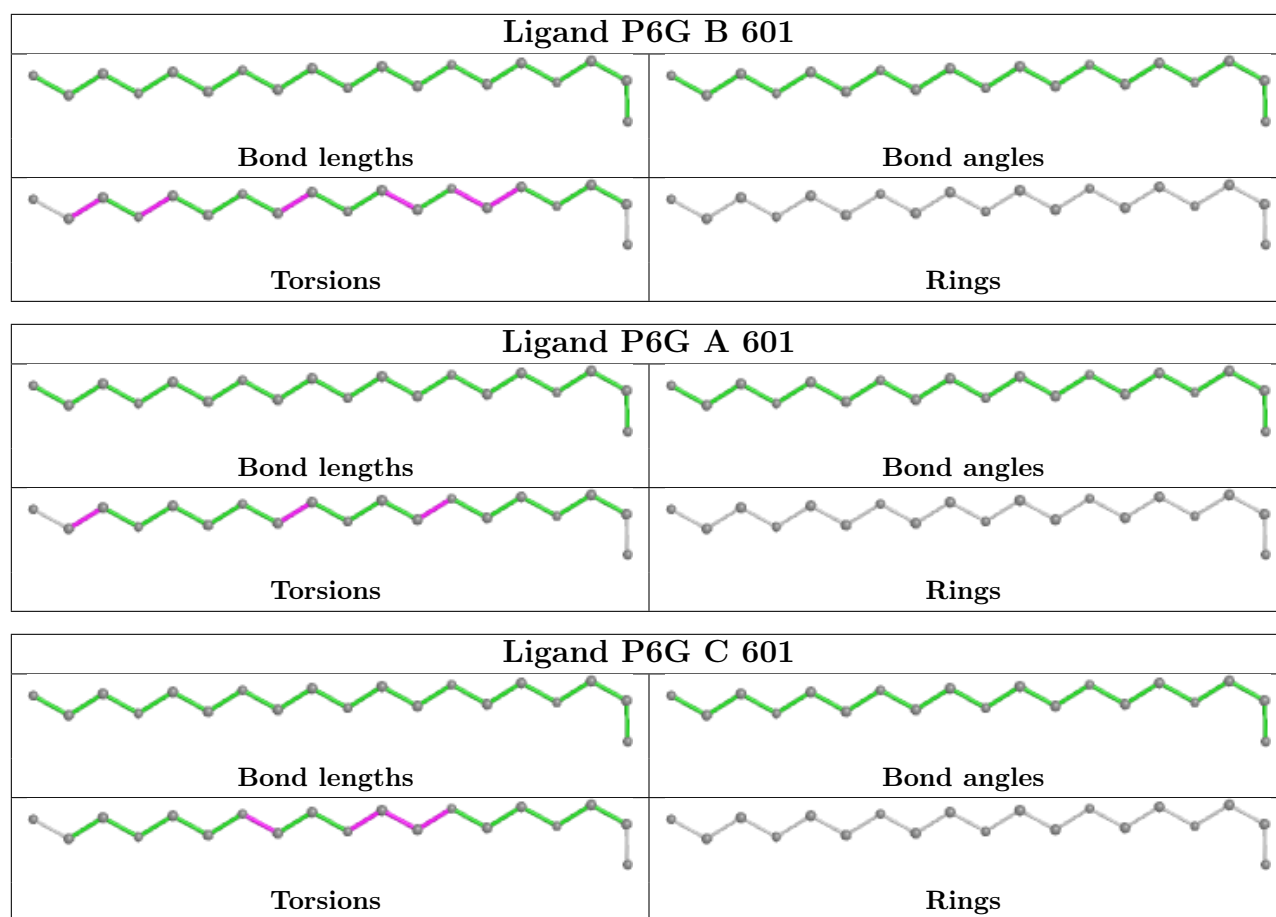 Ligand P6G B 601
Bond lengths
Bond angles
Torsions
Rings
Ligand P6G A 601
Bond lengths
Bond angles
Torsions
Rings
Ligand P6G C 601
Bond lengths
Bond angles
Torsions
Rings